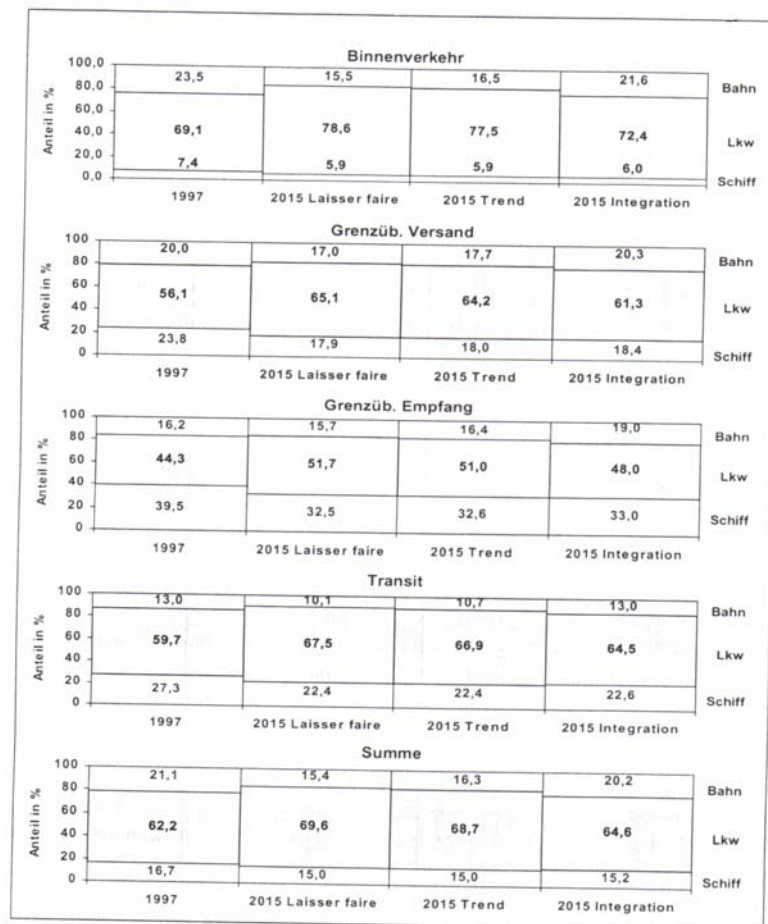 Binnenverkehr
Anteil in %
100,0
80,0
60,0
40,0
20,0
0,0
23,5 15,5 16,5 21,6 Bahn
69,1 78,6 77,5 72,4 Lkw
7,4 5,9 5,9 6,0 Schiff
1997 2015 Laisser faire 2015 Trend 2015 Integration
Grenzüb. Versand
Anteil in %
100
80
60
40
20
0
20,0 17,0 17,7 20,3 Bahn
56,1 65,1 64,2 61,3 Lkw
23,8 17,9 18,0 18,4 Schiff
1997 2015 Laisser faire 2015 Trend 2015 Integration
Grenzüb. Empfang
Anteil in %
100
80
60
40
20
0
16,2 15,7 16,4 19,0 Bahn
44,3 51,7 51,0 48,0 Lkw
39,5 32,5 32,6 33,0 Schiff
1997 2015 Laisser faire 2015 Trend 2015 Integration
Transit
Anteil in %
100
80
60
40
20
0
13,0 10,1 10,7 13,0 Bahn
59,7 67,5 66,9 64,5 Lkw
27,3 22,4 22,4 22,6 Schiff
1997 2015 Laisser faire 2015 Trend 2015 Integration
Summe
Anteil in %
100
80
60
40
20
0
21,1 15,4 16,3 20,2 Bahn
62,2 69,6 68,7 64,6 Lkw
16,7 15,0 15,0 15,2 Schiff
1997 2015 Laisser faire 2015 Trend 2015 Integration